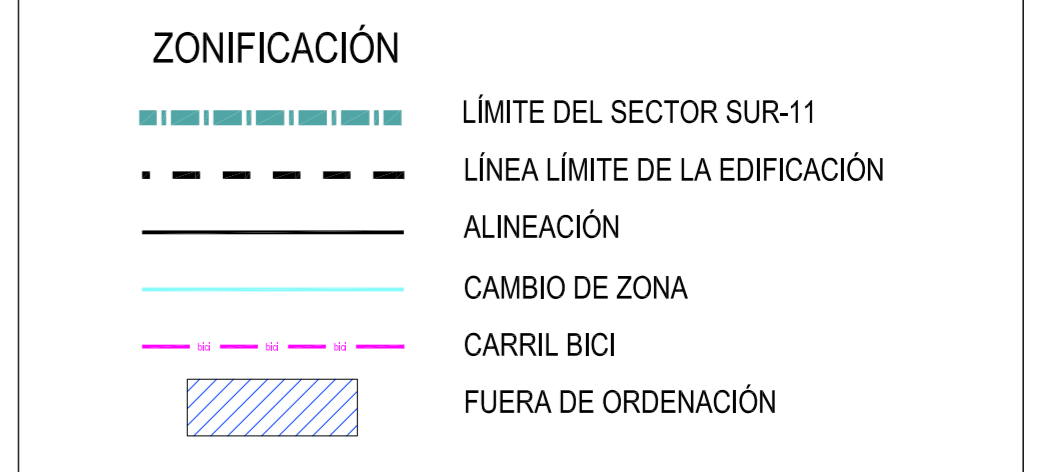 ZONIFICACIÓN
LÍMITE DEL SECTOR SUR-11
LÍNEA LÍMITE DE LA EDIFICACIÓN
ALINEACIÓN
CAMBIO DE ZONA
bici bici bici CARRIL BICI
FUERA DE ORDENACIÓN